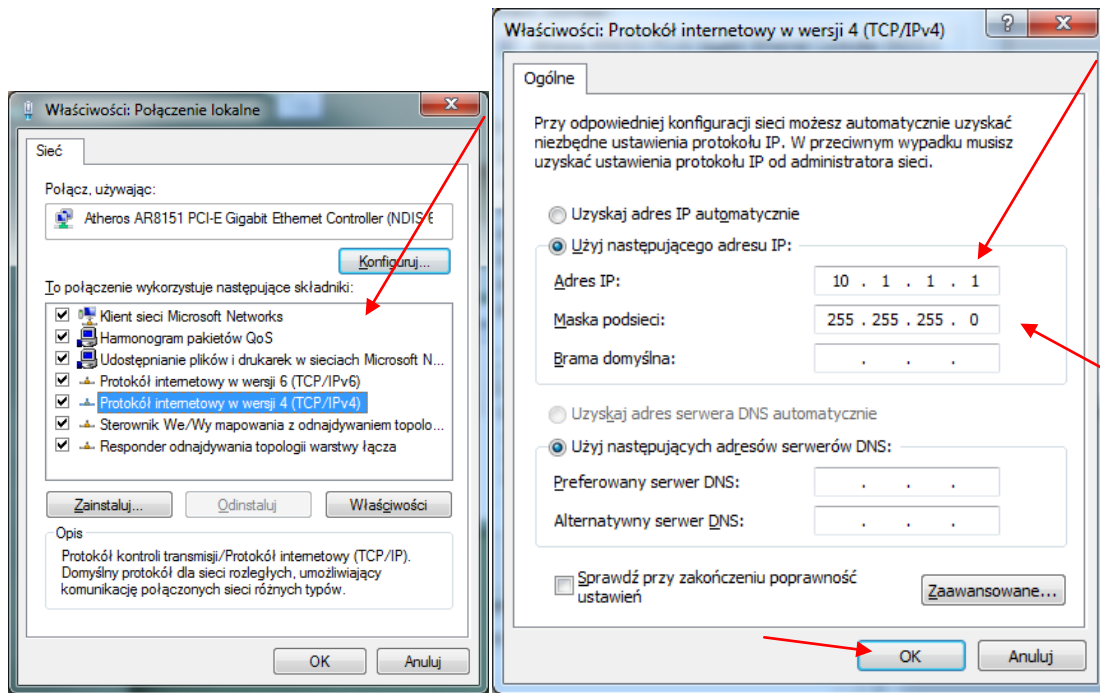 Właściwości: Połączenie lokalne
Sieć
Połącz, używając:
Atheros AR8151 PCI-E Gigabit Ethernet Controller (NDIS
Konfiguruj...
To połączenie wykorzystuje następujące składniki:
Klient sieci Microsoft Networks
Harmonogram pakietów QoS
Udostępnianie plików i drukarek w sieciach Microsoft N...
Protokół internetowy w wersji 6 (TCP/IPv6)
Protokół internetowy w wersji 4 (TCP/IPv4)
Sterownik We/Wy mapowania z odnajdywaniem topolo...
Responder odnajdywania topologii warstwy łącza
Zainstaluj...
Odinstaluj
Właściwości
Opis
Protokół kontroli transmisji/Protokół internetowy (TCP/IP).
Domyślny protokół dla sieci rozległych, umożliwiający
komunikację połączonych sieci różnych typów.
OK
Anuluj
Właściwości: Protokół internetowy w wersji 4 (TCP/IPv4)
Ogólne
Przy odpowiedniej konfiguracji sieci możesz automatycznie uzyskać
niezbędne ustawienia protokołu IP. W przeciwnym wypadku musisz
uzyskać ustawienia protokołu IP od administratora sieci.
Uzyskaj adres IP automatycznie
Użyj następującego adresu IP:
Adres IP: 10 . 1 . 1 . 1
Maska podsieci: 255 . 255 . 255 . 0
Brama domyślna: . . .
Uzyskaj adres serwera DNS automatycznie
Użyj następujących adresów serwerów DNS:
Preferowany serwer DNS: . . .
Alternatywny serwer DNS: . . .
Sprawdź przy zakończeniu poprawność
ustawień
Zaawansowane...
OK
Anuluj